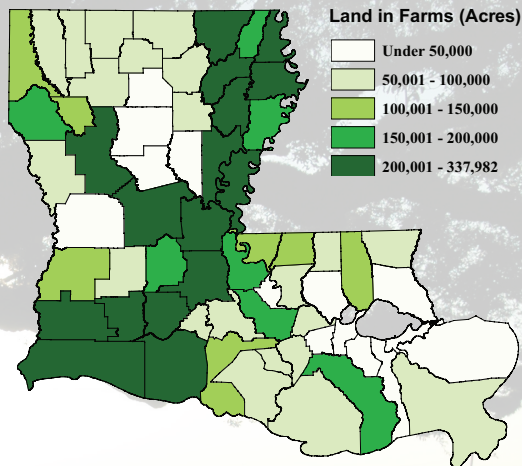 Land in Farms (Acres)
Under 50,000
50,001 - 100,000
100,001 - 150,000
150,001 - 200,000
200,001 - 337,982